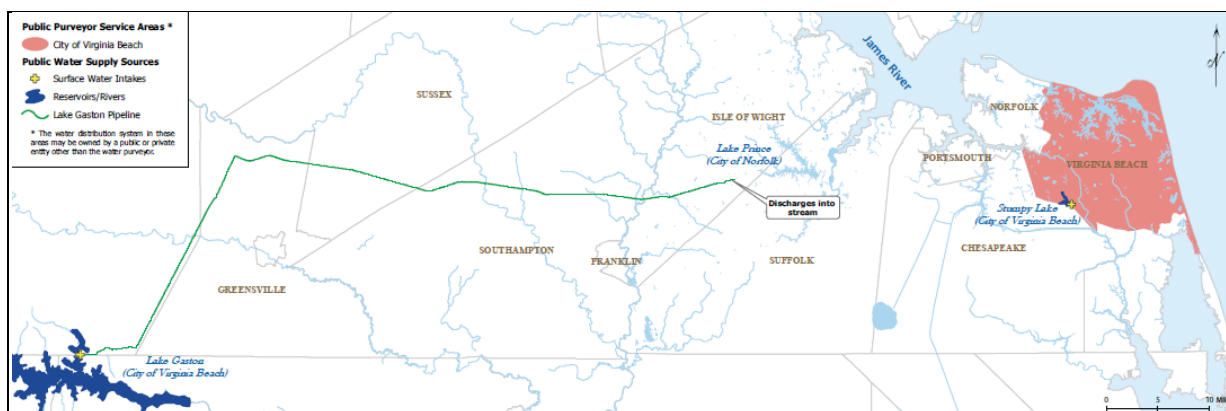 Public Purveyor Service Areas *
City of Virginia Beach
Public Water Supply Sources
Surface Water Intakes
Reservoirs/Rivers
Lake Gaston Pipeline
* The water distribution system in these
areas may be owned by a public or private
entity other than the water purveyor.
N
James River
SUSSEX
ISLE OF WIGHT
NORFOLK
Lake Prince
(City of Norfolk)
PORTSMOUTH
VIRGINIA BEACH
Discharges into
stream
Stumpy Lake
(City of Virginia Beach)
SOUTHAMPTON
FRANKLIN
SUFFOLK
CHESAPEAKE
GREENSVILLE
Lake Gaston
(City of Virginia Beach)
0 5 10 Mi